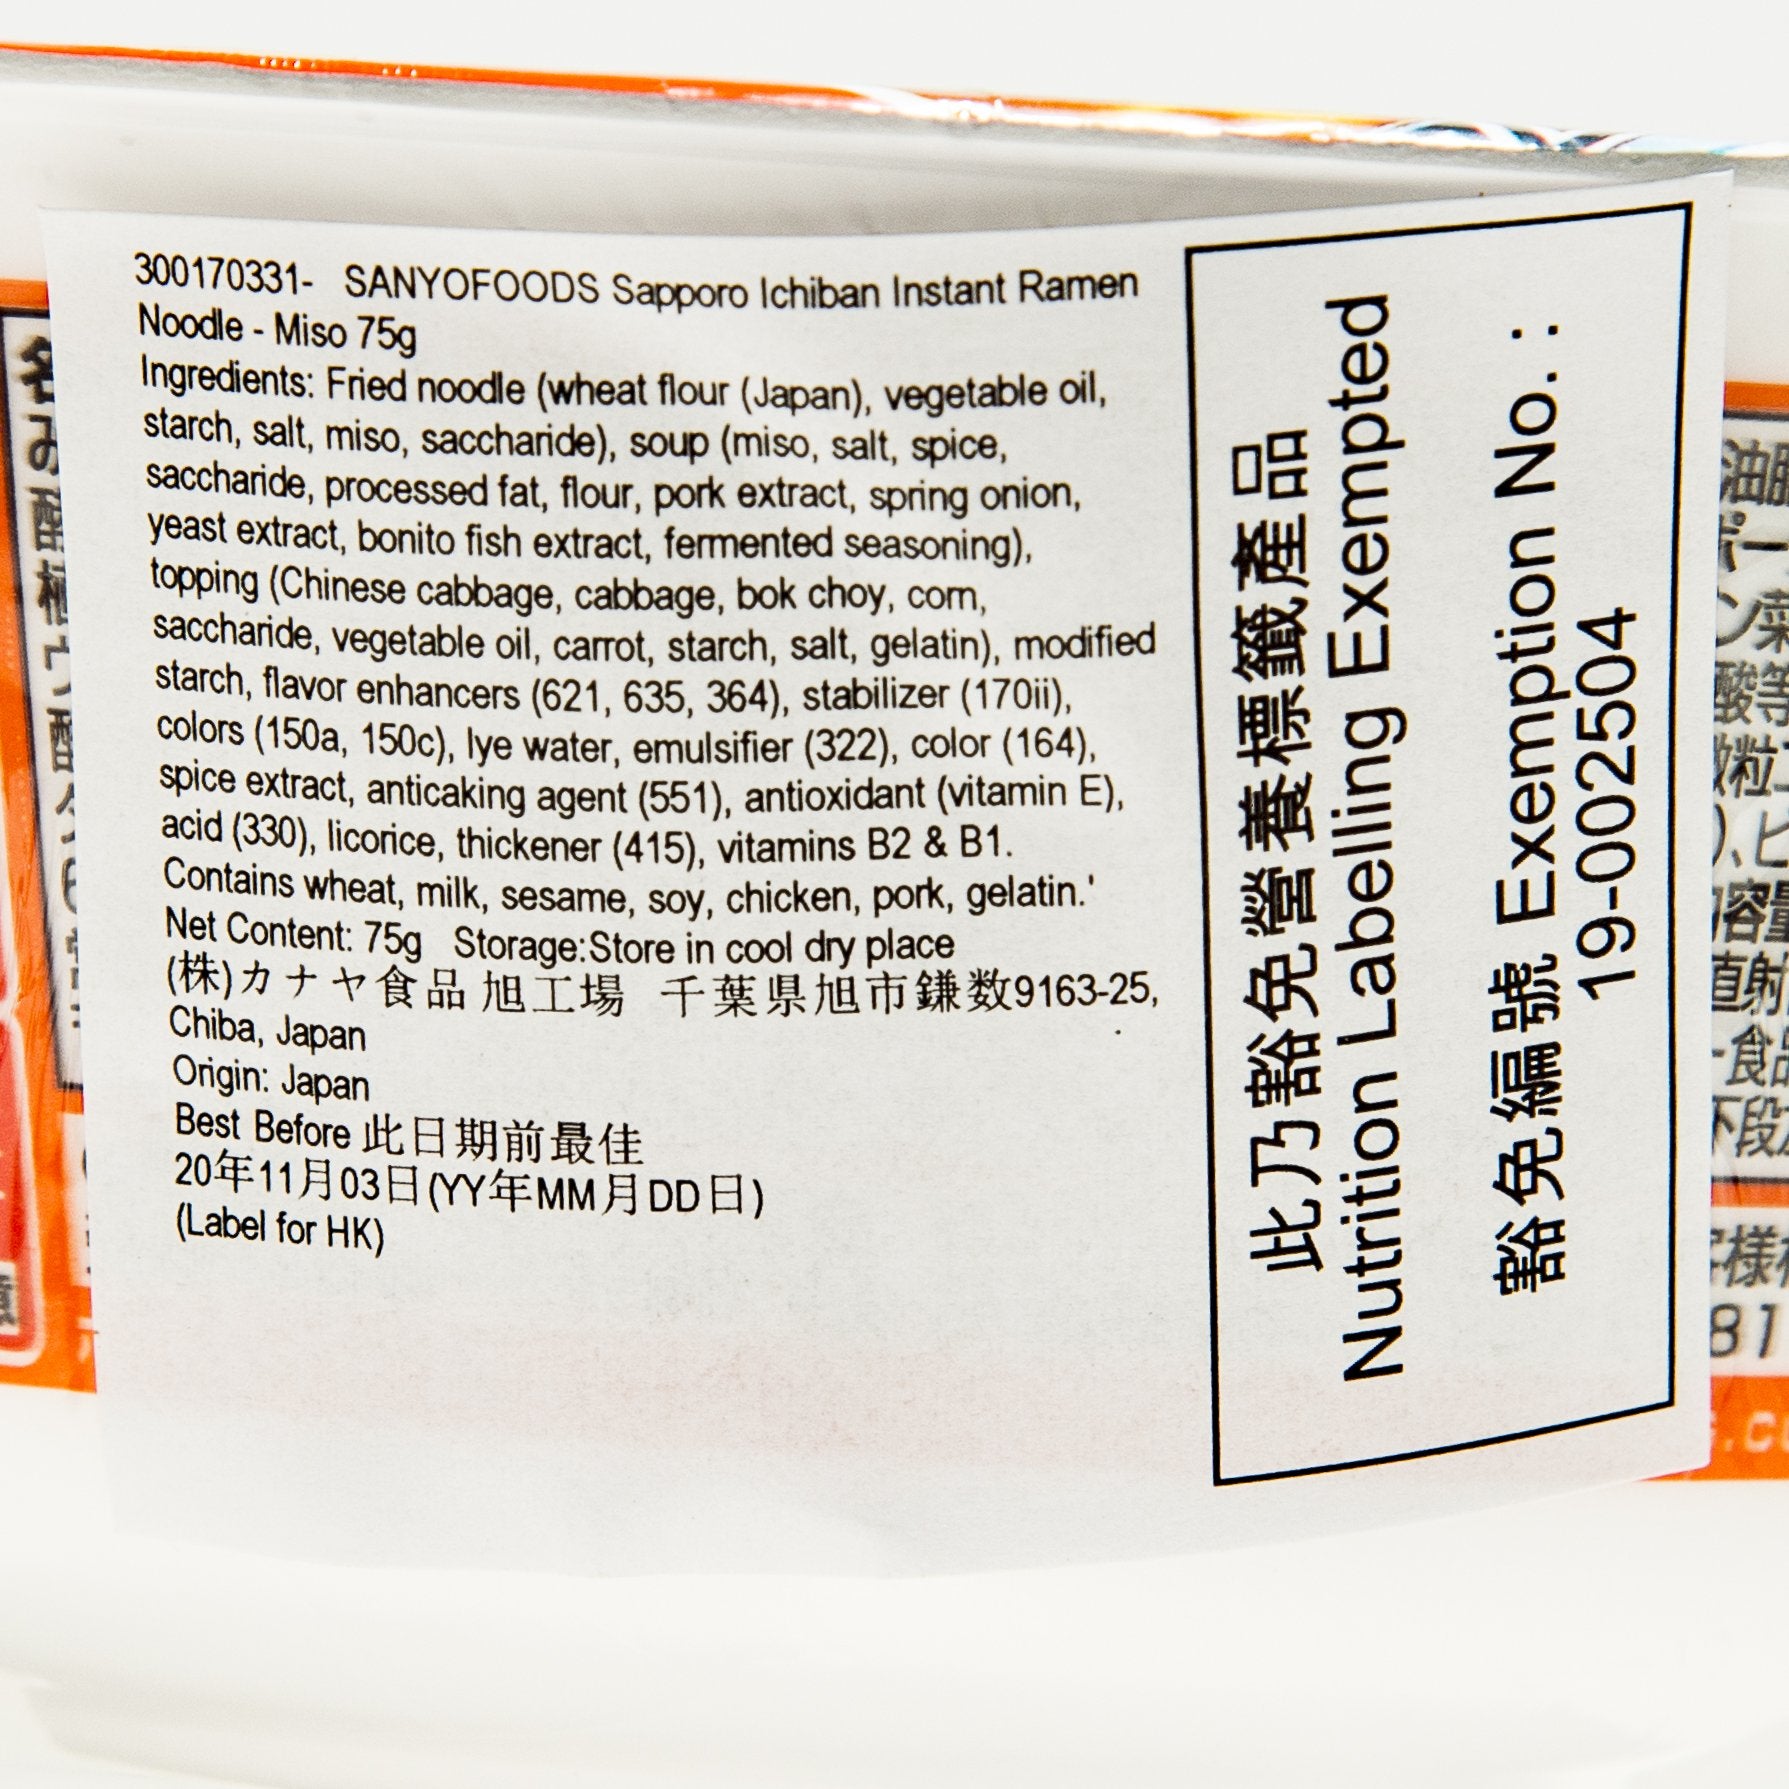 300170331- SANYOFOODS Sapporo Ichiban Instant Ramen
Noodle - Miso 75g
Ingredients: Fried noodle (wheat flour (Japan), vegetable oil,
starch, salt, miso, saccharide), soup (miso, salt, spice,
saccharide, processed fat, flour, pork extract, spring onion,
yeast extract, bonito fish extract, fermented seasoning),
topping (Chinese cabbage, cabbage, bok choy, corn,
saccharide, vegetable oil, carrot, starch, salt, gelatin), modified
starch, flavor enhancers (621, 635, 364), stabilizer (170ii),
colors (150a, 150c), lye water, emulsifier (322), color (164),
spice extract, anticaking agent (551), antioxidant (vitamin E),
acid (330), licorice, thickener (415), vitamins B2 & B1.
Contains wheat, milk, sesame, soy, chicken, pork, gelatin.'
Net Content: 75g Storage:Store in cool dry place
(株)カナヤ食品 旭工場 千葉県旭市鎌数9163-25,
Chiba, Japan
Origin: Japan
Best Before 此日期前最佳
20年11月03日(YY年MM月DD日)
(Label for HK)
此乃豁免營養標籤產品
Nutrition Labelling Exempted
豁免編號 Exemption No. :
19-002504
81